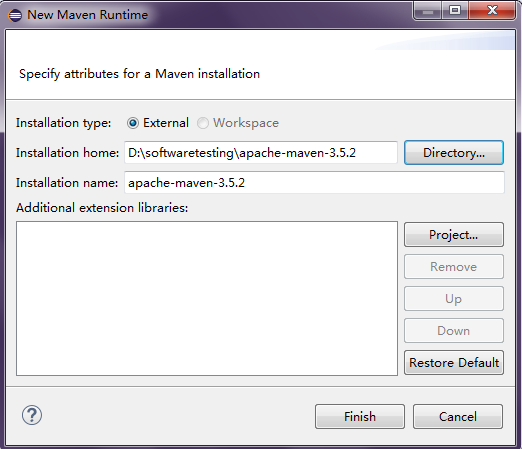 New Maven Runtime
Specify attributes for a Maven installation
Installation type: External Workspace
Installation home: D:\softwaretesting\apache-maven-3.5.2 Directory...
Installation name: apache-maven-3.5.2
Additional extension libraries:
Project...
Remove
Up
Down
Restore Default
? Finish Cancel